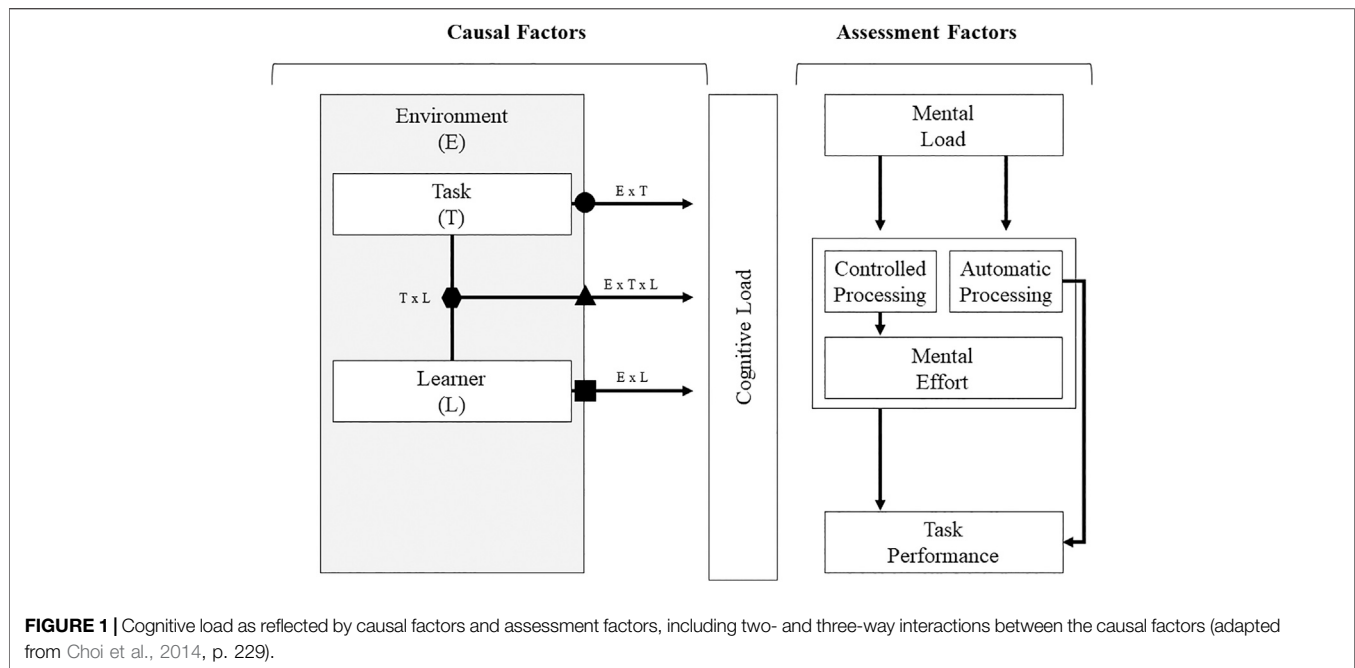 Causal Factors
Assessment Factors
Environment
(E)
Task
(T)
E x T
T x L
E x T x L
Learner
(L)
E x L
Cognitive Load
Mental
Load
Controlled
Processing
Automatic
Processing
Mental
Effort
Task
Performance
FIGURE 1 | Cognitive load as reflected by causal factors and assessment factors, including two- and three-way interactions between the causal factors (adapted
from Choi et al., 2014, p. 229).